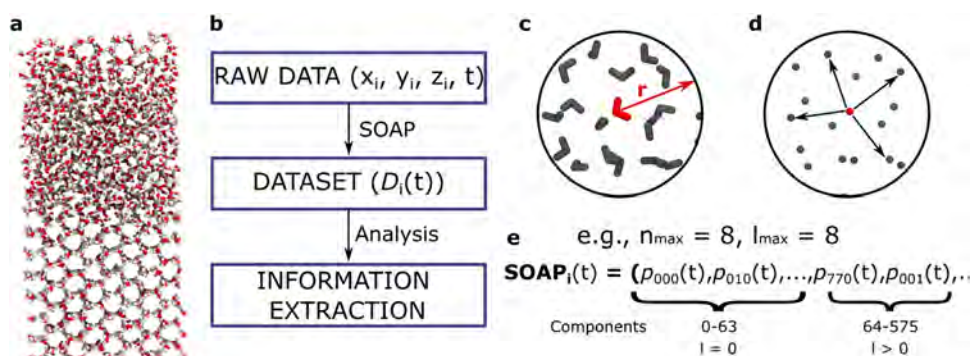 a
b
RAW DATA (xi, yi, zi, t)
SOAP
DATASET (Di(t))
Analysis
INFORMATION
EXTRACTION
c
r
d
e
e.g., nmax = 8, lmax = 8
SOAPi(t) = (p000(t),p010(t),...,p770(t),p001(t),..
Components 0-63 64-575
l = 0 l > 0